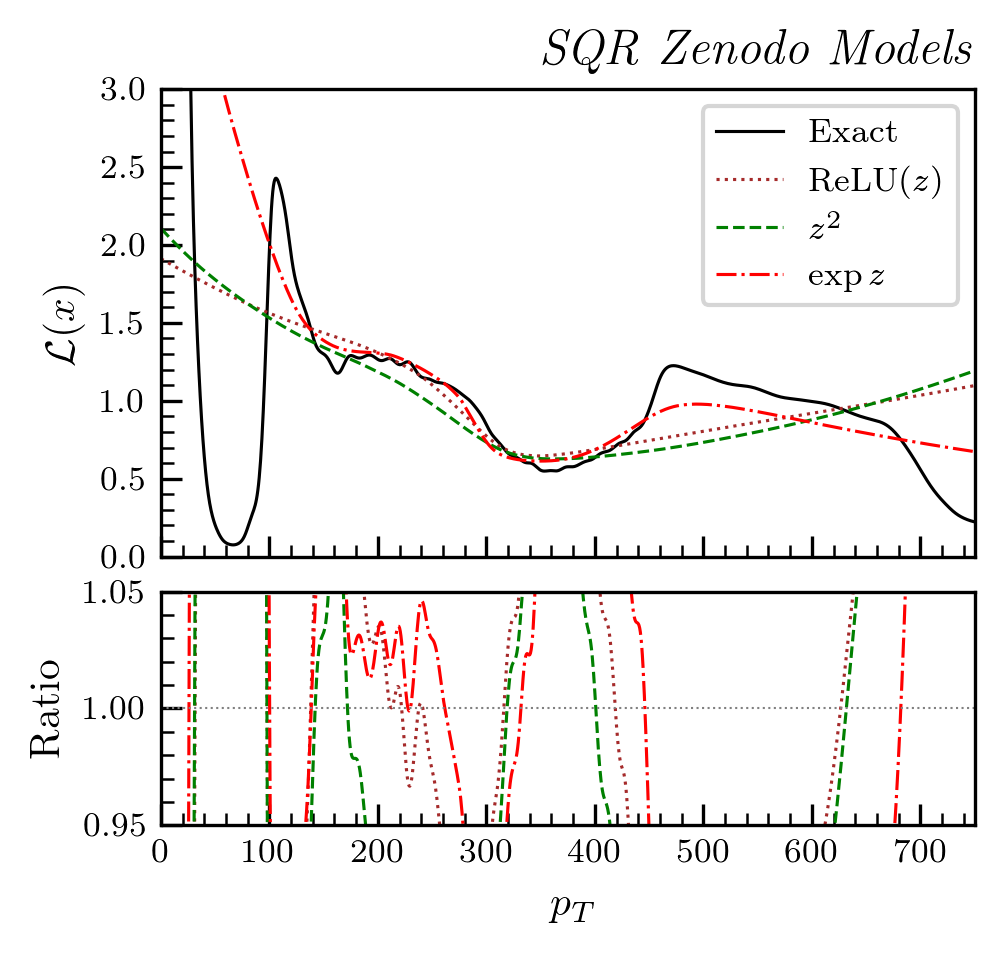 SQR Zenodo Models
3.0
2.5
2.0
1.5
1.0
0.5
0.0
ℒ(x)
Exact
ReLU(z)
z²
exp z
1.05
1.00
0.95
Ratio
0 100 200 300 400 500 600 700
p_T